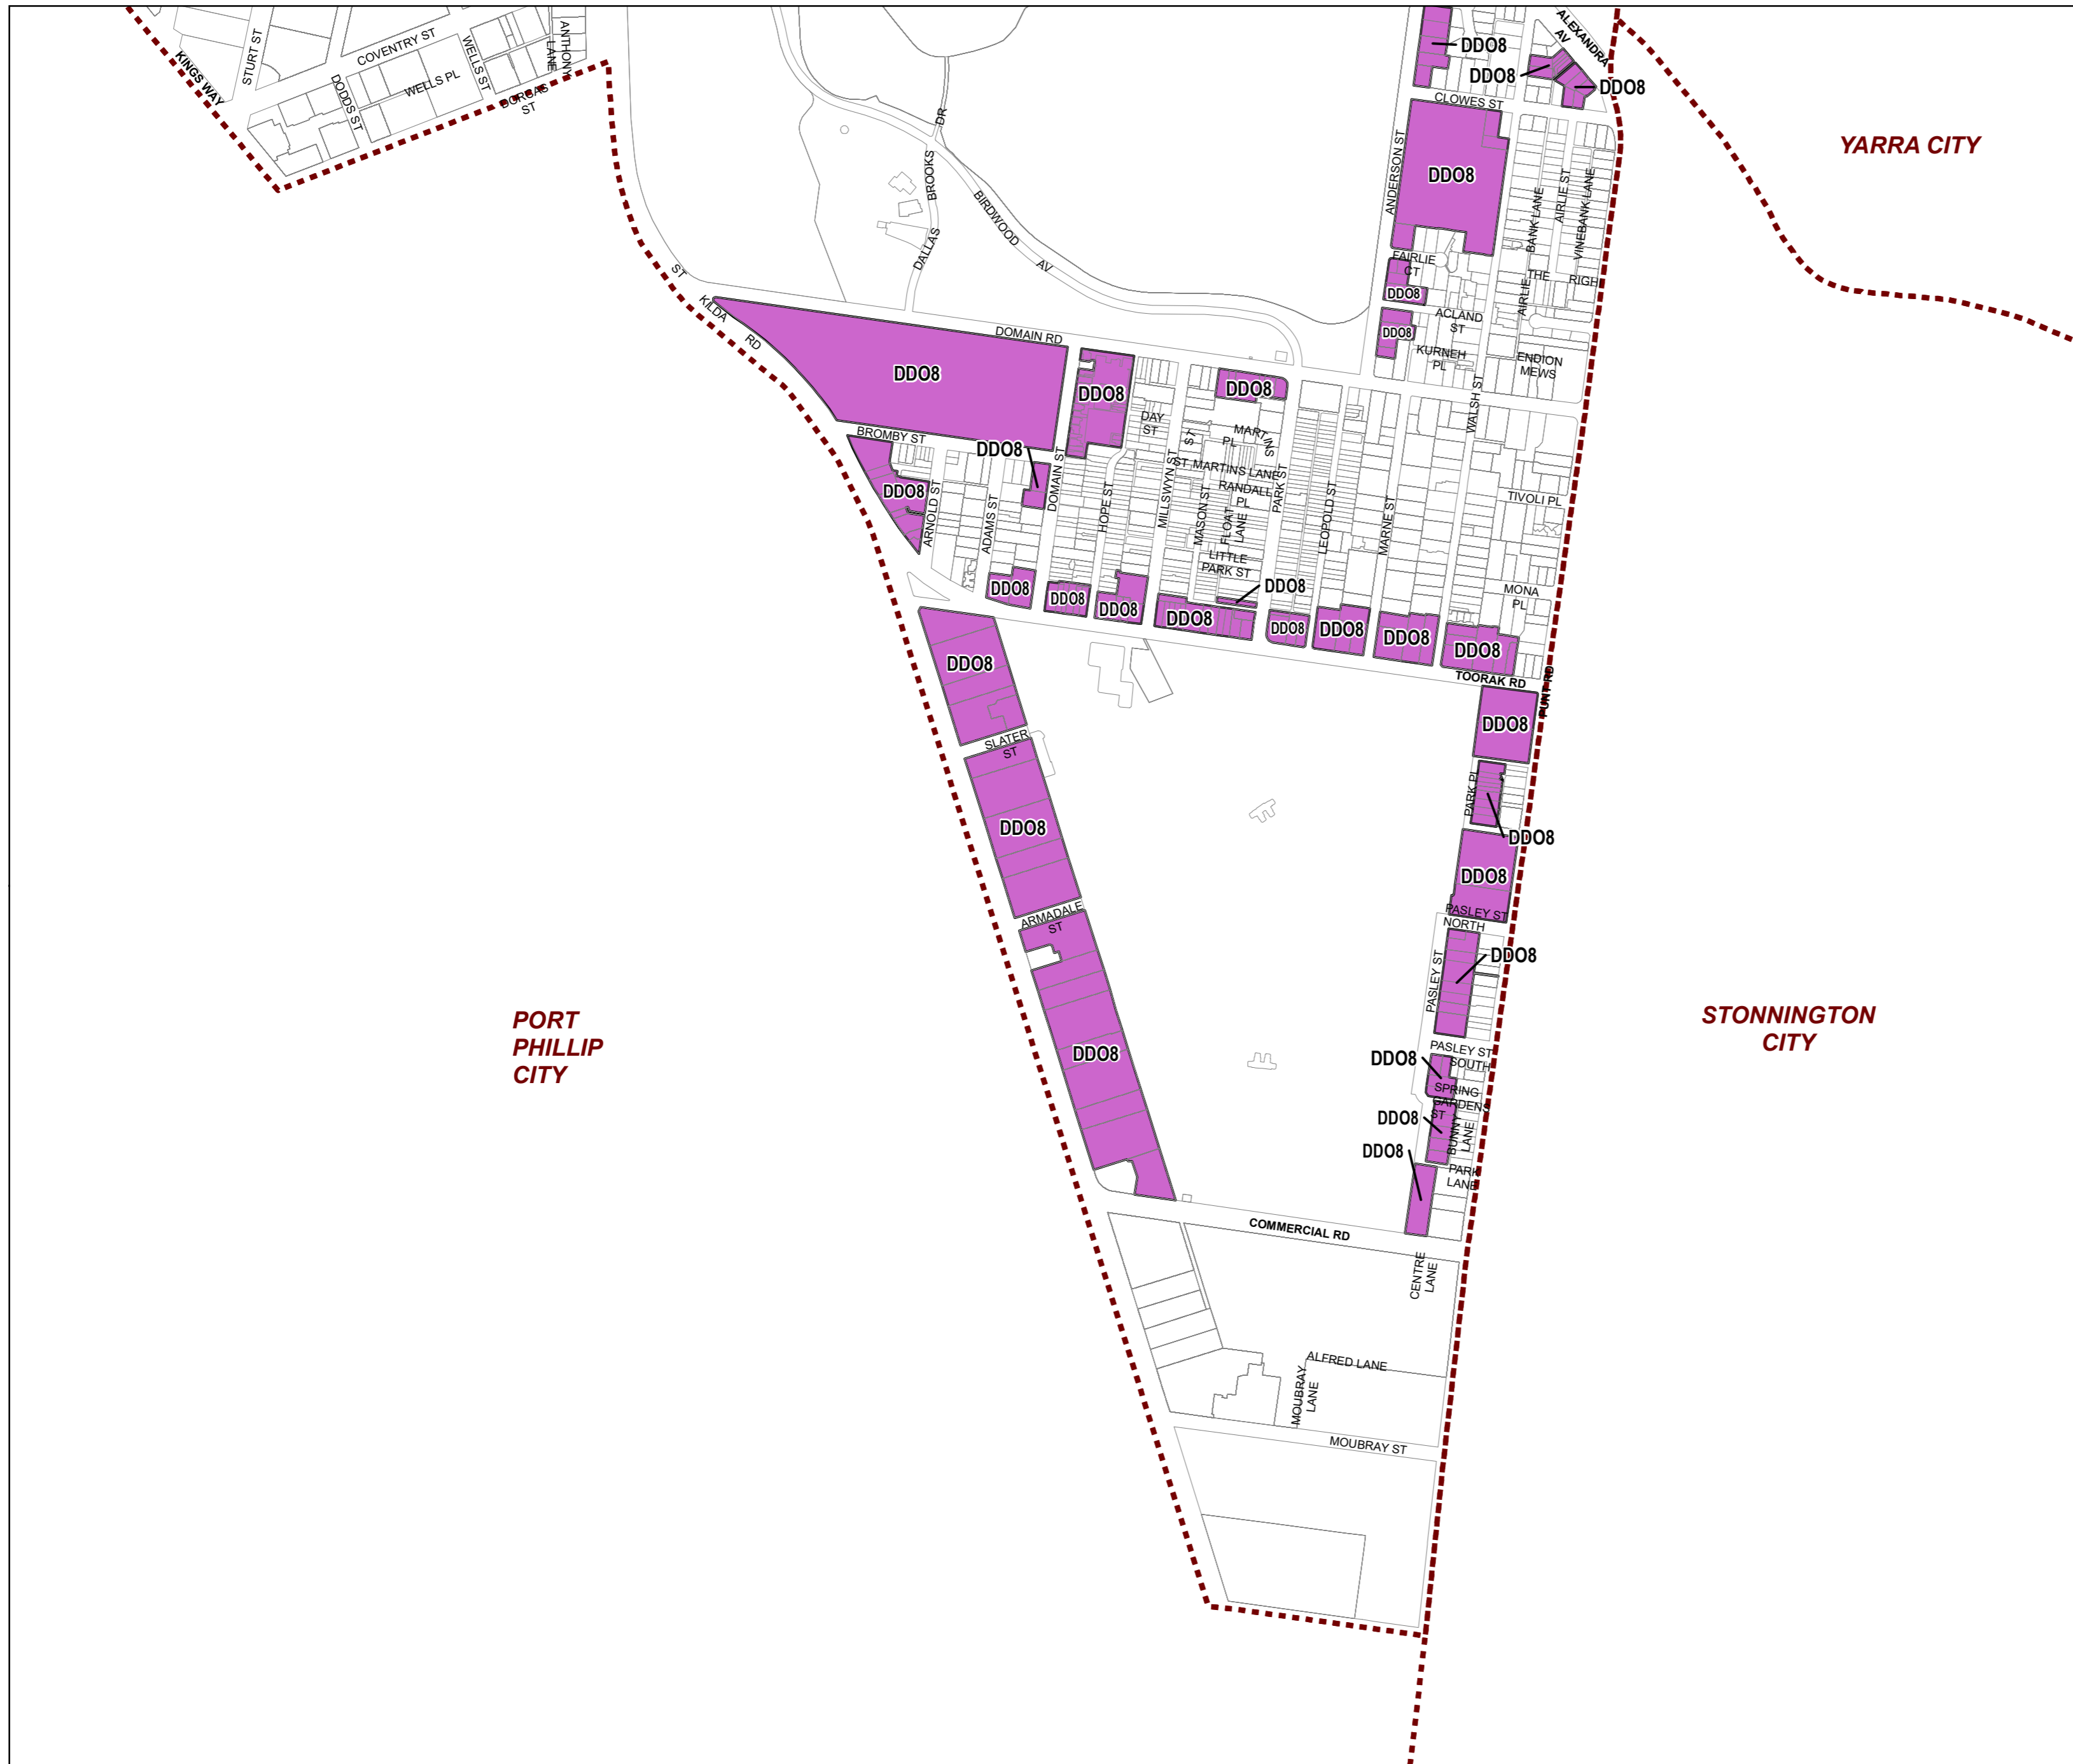 KINGS WAY
STURT ST
COVENTRY ST
WELLS ST
ANTHONY
LANE
DODDS ST
WELLS PL
DORCAS
ST
ALEXANDRA
AV
DDO8
DDO8
DDO8
CLOWES ST
YARRA CITY
BROOKS
DR
DALLAS
BIRDWOOD
AV
ANDERSON ST
DDO8
BANK LANE
AIRLIE
AIRLIE ST
VINEBANK LANE
THE
RIGH
FAIRLIE
CT
DDO8
ACLAND
ST
DDO8
KURNEH
PL
ENDION
MEWS
ST
KILDA
RD
DOMAIN RD
DDO8
DDO8
DDO8
DAY
ST
MARTINS
PL
ST
WALSH ST
BROMBY ST
DDO8
DDO8
ARNOLD ST
ADAMS ST
DOMAIN ST
HOPE ST
MILLSWYN ST
ST MARTINS LANE
RANDALL
PL
MASON ST
FLOAT
LANE
PARK ST
LEOPOLD ST
MARNE ST
TIVOLI PL
LITTLE
PARK ST
DDO8
MONA
PL
DDO8
DDO8
DDO8
DDO8
DDO8
DDO8
DDO8
DDO8
TOORAK RD
PUNT RD
DDO8
DDO8
SLATER
ST
PARK PL
DDO8
DDO8
DDO8
ARMADALE
ST
PASLEY ST
NORTH
PASLEY ST
DDO8
PORT
PHILLIP
CITY
STONNINGTON
CITY
DDO8
DDO8
PASLEY ST
SOUTH
SPRING
GARDENS
ST
DDO8
BUNNY
LANE
DDO8
PARK
LANE
COMMERCIAL RD
CENTRE
LANE
ALFRED LANE
MOUBRAY
LANE
MOUBRAY ST